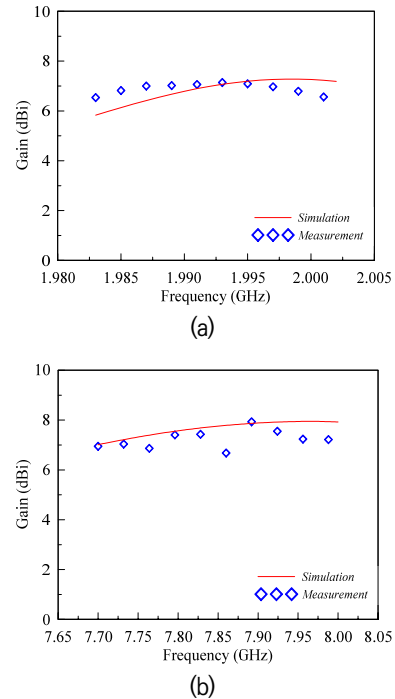 10
8
6
4
2
0
Gain (dBi)
Simulation
Measurement
1.980 1.985 1.990 1.995 2.000 2.005
Frequency (GHz)
(a)
10
8
6
4
2
0
Gain (dBi)
Simulation
Measurement
7.65 7.70 7.75 7.80 7.85 7.90 7.95 8.00 8.05
Frequency (GHz)
(b)